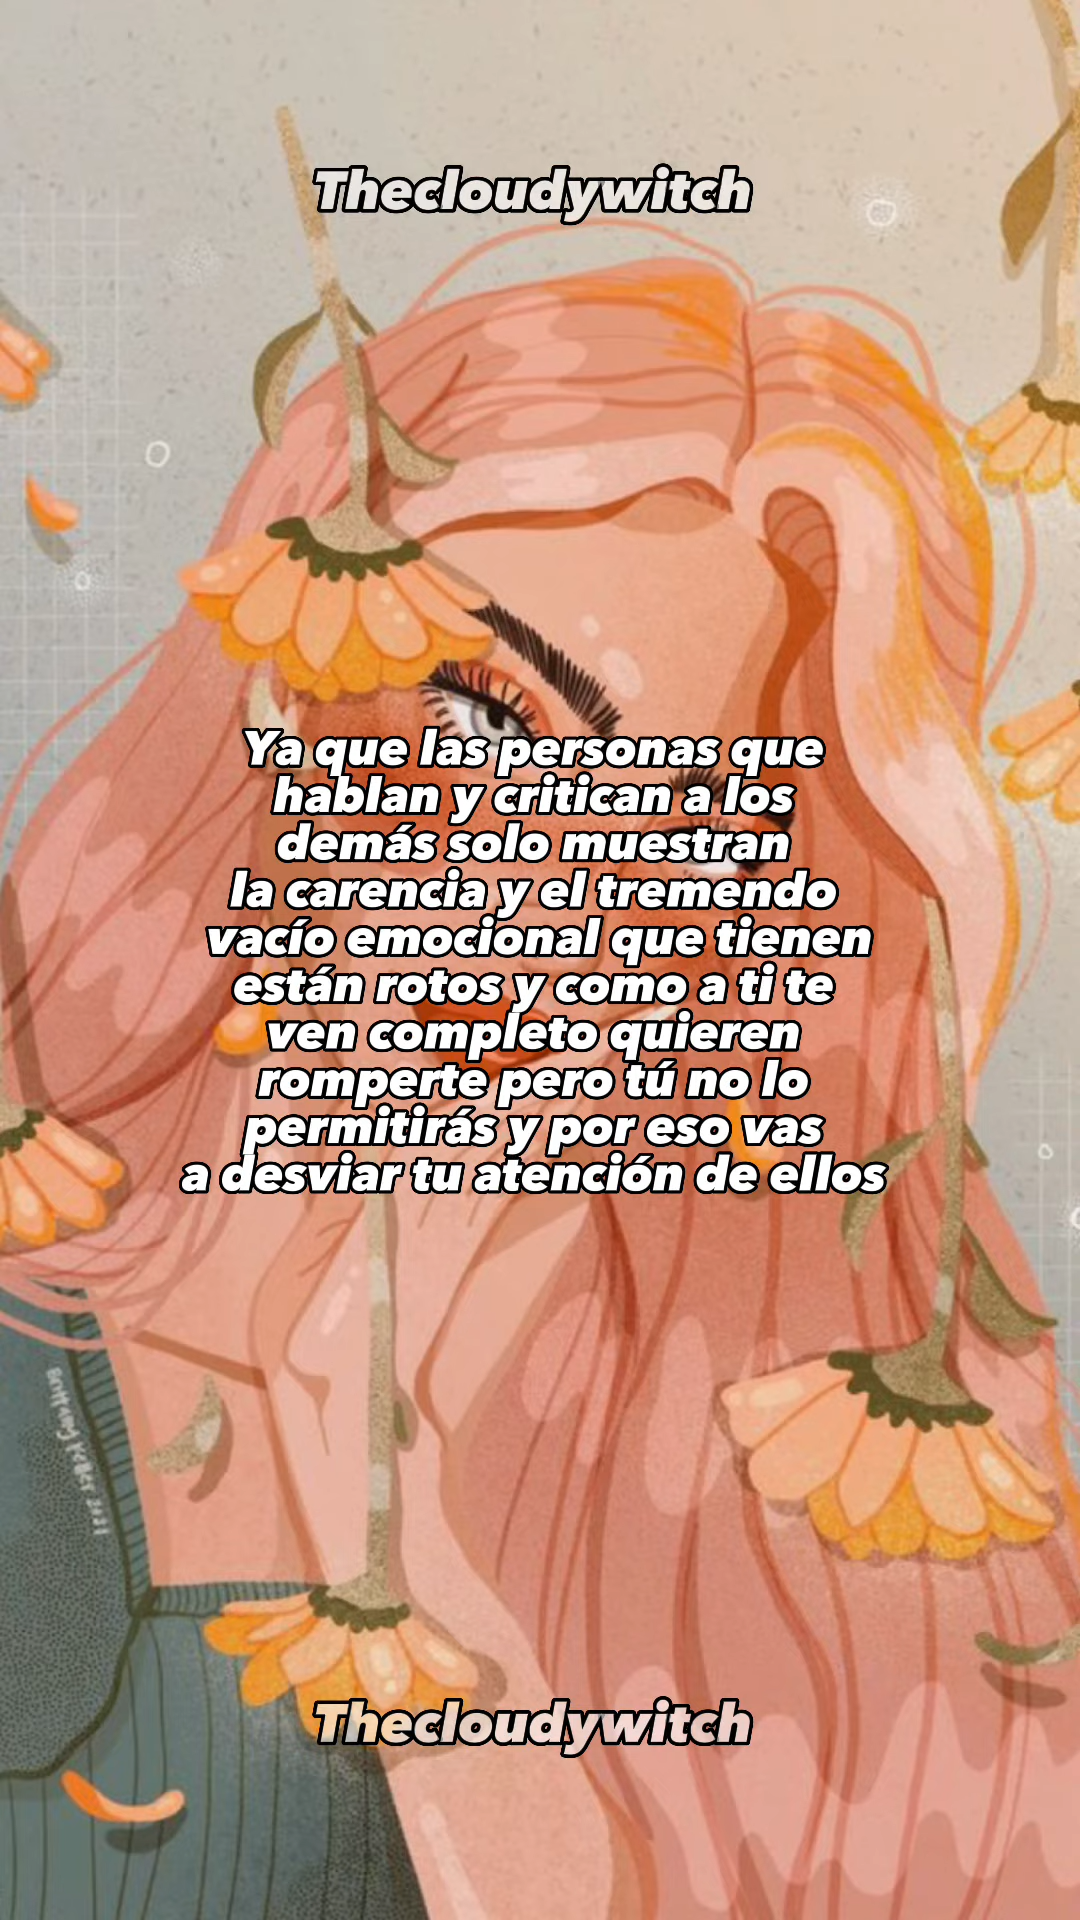 Thecloudywitch
Ya que las personas que
hablan y critican a los
demás solo muestran
la carencia y el tremendo
vacío emocional que tienen
están rotos y como a ti te
ven completo quieren
romperte pero tú no lo
permitirás y por eso vas
a desviar tu atención de ellos
Thecloudywitch